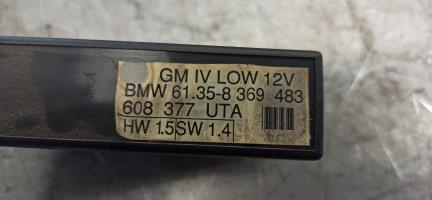 GM IV LOW 12V
BMW 61.35-8 369 483
608 377 UTA
HW 1.5 SW 1.4